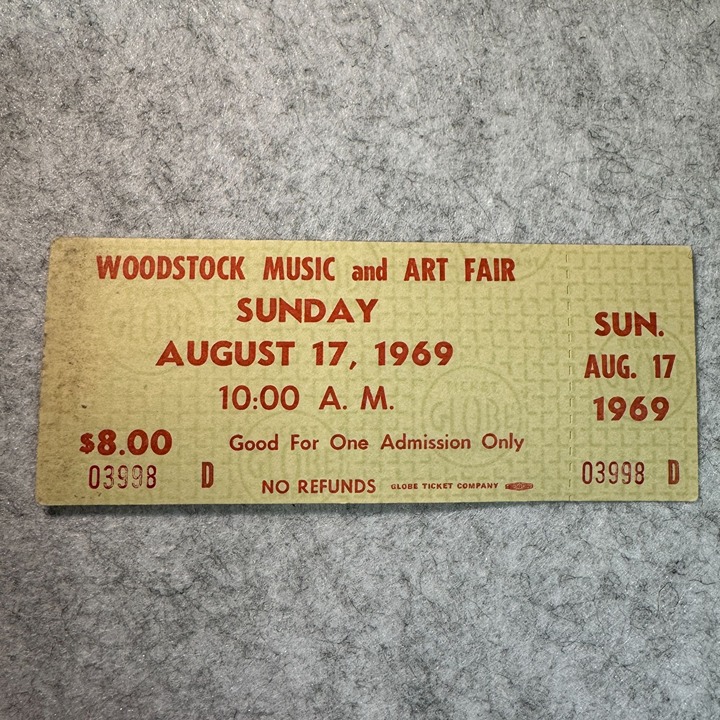 WOODSTOCK MUSIC and ART FAIR
SUNDAY
AUGUST 17, 1969
10:00 A. M.
$8.00 Good For One Admission Only
03998 D NO REFUNDS GLOBE TICKET COMPANY
SUN.
AUG. 17
1969
03998 D